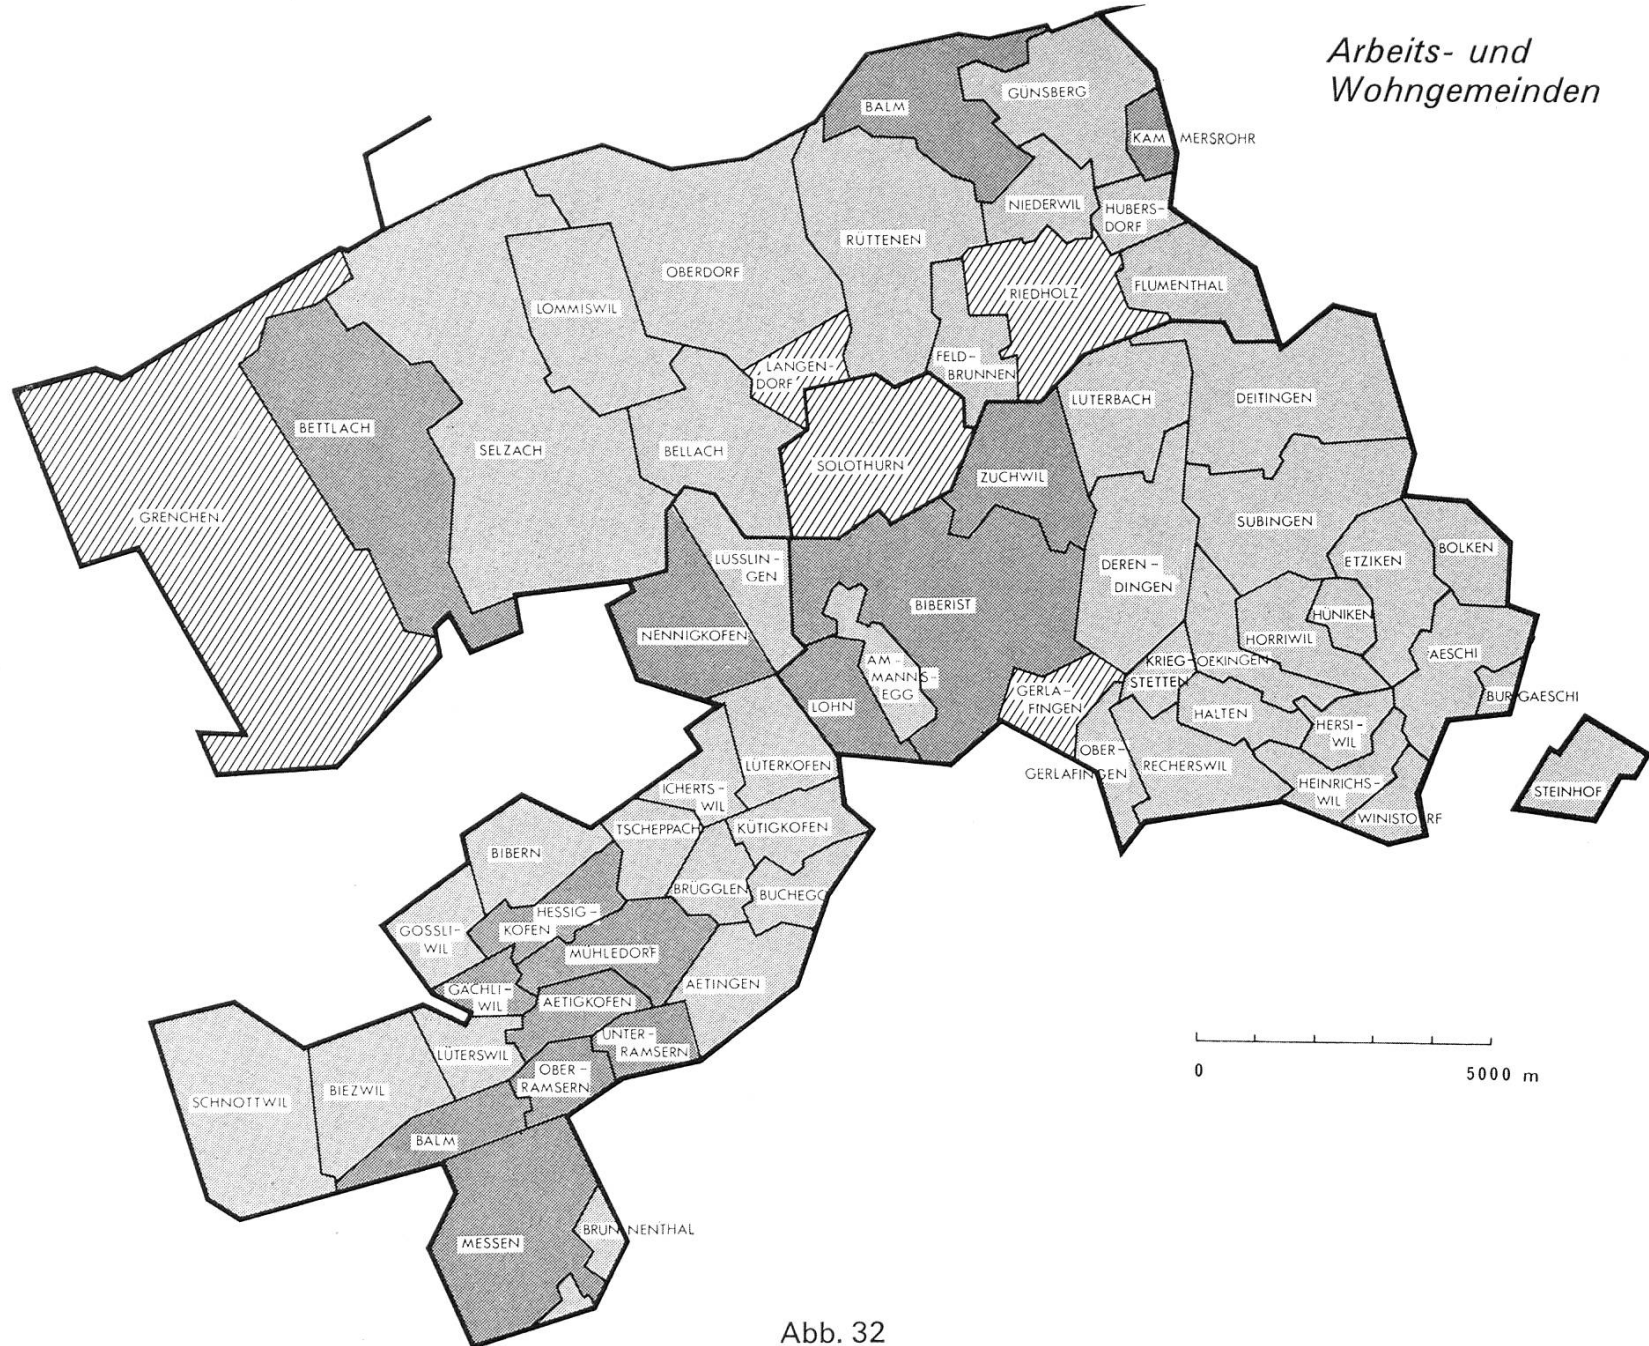 Arbeits- und
Wohngemeinden
BALM
GÜNSBERG
KAMMERSROHR
NIEDERWIL
HUBERS-
DORF
RÜTTENEN
OBERDORF
RIEDHOLZ
FLUMENTHAL
LOMMISWIL
FELD-
BRUNNEN
LANGEN-
DORF
LUTERBACH
DEITINGEN
BETTLACH
SELZACH
BELLACH
SOLOTHURN
ZUCHWIL
GRENCHEN
SUBINGEN
BOLKEN
ETZIKEN
LÜSSLIN-
GEN
DEREN-
DINGEN
BIBERIST
HÜNIKEN
NENNIGKOFEN
HORRIWIL
AESCHI
AM-
MANNS-
EGG
KRIEG-
STETTEN
OEKINGEN
GERLA-
FINGEN
BURGAESCHI
LOHN
HALTEN
HERSI-
WIL
OBER-
GERLAFINGEN
RECHERSWIL
LÜTERKOFEN
HEINRICHS-
WIL
STEINHOF
ICHERTS-
WIL
WINISTORF
TSCHEPPACH
KÜTIGKOFEN
BIBERN
BRÜGGLEN
BUCHEGG
HESSIG-
KOFEN
GOSSLI-
WIL
MÜHLEDORF
AETINGEN
GÄCHLI-
WIL
AETIGKOFEN
UNTER-
RAMSERN
LÜTERSWIL
OBER-
RAMSERN
SCHNOTTWIL
BIEZWIL
BALM
BRUNNENTHAL
MESSEN
0 5000 m
Abb. 32